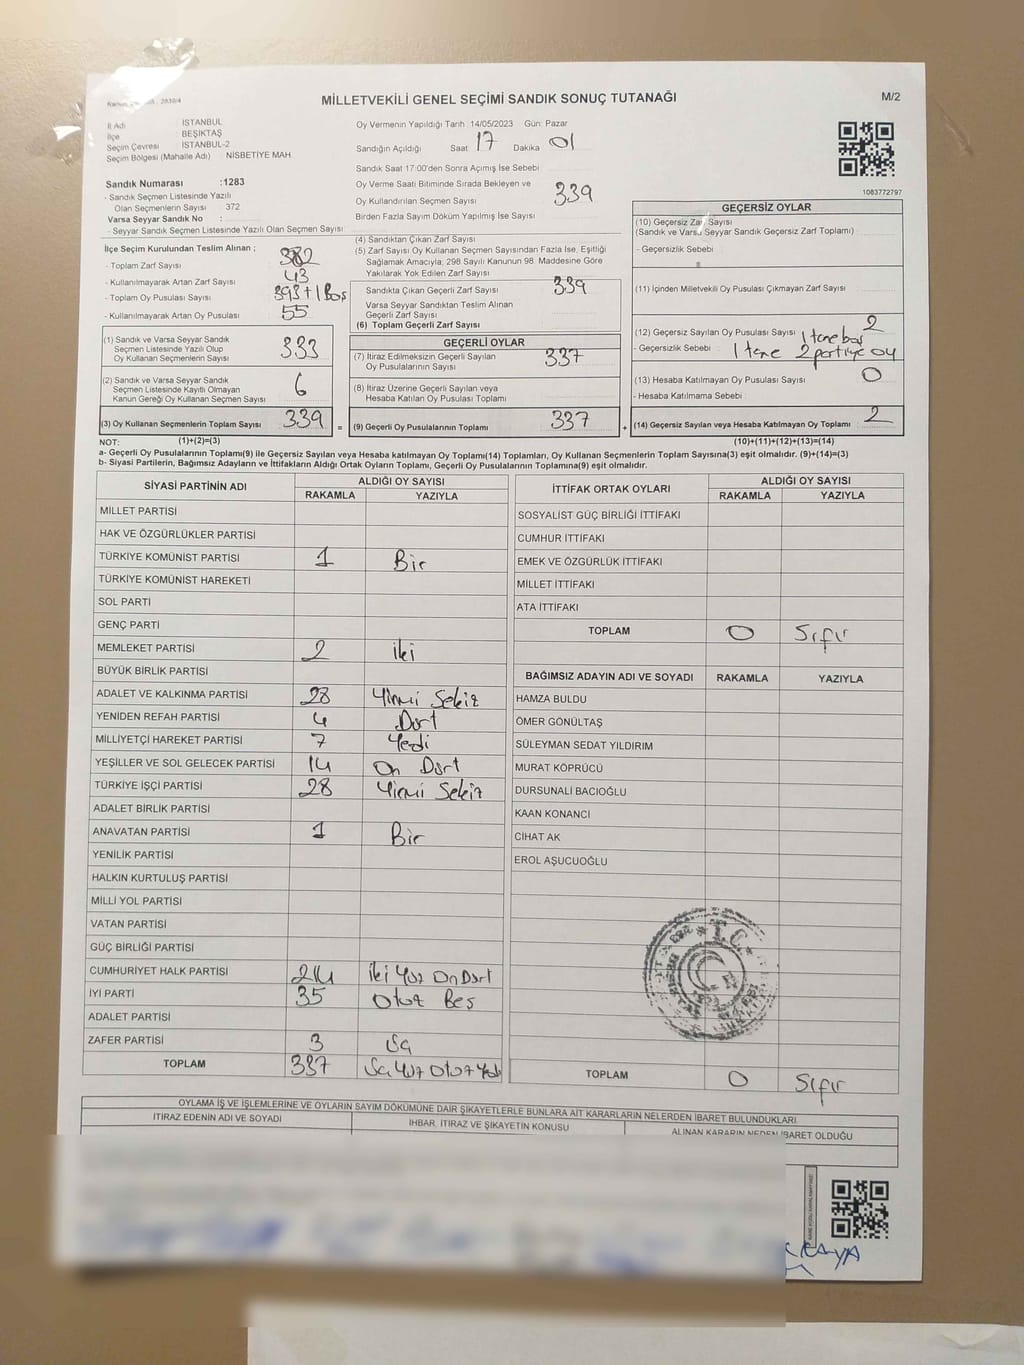 MİLLETVEKİLİ GENEL SEÇİMİ SANDIK SONUÇ TUTANAĞI
M/2
İl Adı İSTANBUL
İlçe BEŞİKTAŞ
Seçim Çevresi İSTANBUL-2
Seçim Bölgesi (Mahalle Adı) NİSBETİYE MAH.
Sandık Numarası :1283
- Sandık Seçmen Listesinde Yazılı
Olan Seçmenlerin Sayısı 372
Varsa Seyyar Sandık No :
- Seyyar Sandık Seçmen Listesinde Yazılı Olan Seçmen Sayısı
Oy Vermenin Yapıldığı Tarih :14/05/2023 Gün: Pazar
Sandığın Açıldığı Saat 17 Dakika 01
Sandık Saat 17:00'den Sonra Açımış İse Sebebi
Oy Verme Saati Bitiminde Sırada Bekleyen ve
Oy Kullandırılan Seçmen Sayısı 339
Birden Fazla Sayım Döküm Yapılmış İse Sayısı
1083772797
İlçe Seçim Kurulundan Teslim Alınan ;
- Toplam Zarf Sayısı 382
- Kullanılmayarak Artan Zarf Sayısı 43
- Toplam Oy Pusulası Sayısı 393+1 Boş
- Kullanılmayarak Artan Oy Pusulası 55
(1) Sandık ve Varsa Seyyar Sandık
Seçmen Listesinde Yazılı Olup
Oy Kullanan Seçmenlerin Sayısı 333
(2) Sandık ve Varsa Seyyar Sandık
Seçmen Listesinde Kayıtlı Olmayan
Kanun Gereği Oy Kullanan Seçmen Sayısı 6
(3) Oy Kullanan Seçmenlerin Toplam Sayısı 339 =
(4) Sandıktan Çıkan Zarf Sayısı
(5) Zarf Sayısı Oy Kullanan Seçmen Sayısından Fazla İse, Eşitliği
Sağlamak Amacıyla; 298 Sayılı Kanunun 98. Maddesine Göre
Yakılarak Yok Edilen Zarf Sayısı
Sandıkta Çıkan Geçerli Zarf Sayısı 339
Varsa Seyyar Sandıktan Teslim Alınan
Geçerli Zarf Sayısı
(6) Toplam Geçerli Zarf Sayısı
GEÇERLİ OYLAR
(7) İtiraz Edilmeksizin Geçerli Sayılan
Oy Pusulalarının Sayısı 337
(8) İtiraz Üzerine Geçerli Sayılan veya
Hesaba Katılan Oy Pusulası Toplamı
(9) Geçerli Oy Pusulalarının Toplamı 337 +
GEÇERSİZ OYLAR
(10) Geçersiz Zarf Sayısı
(Sandık ve Varsa Seyyar Sandık Geçersiz Zarf Toplamı)
- Geçersizlik Sebebi
(11) İçinden Milletvekili Oy Pusulası Çıkmayan Zarf Sayısı
(12) Geçersiz Sayılan Oy Pusulası Sayısı 2
- Geçersizlik Sebebi : 1 tane boş
1 tane 2 partiye oy
(13) Hesaba Katılmayan Oy Pusulası Sayısı 0
- Hesaba Katılmama Sebebi :
(14) Geçersiz Sayılan veya Hesaba Katılmayan Oy Toplamı 2
NOT: (1)+(2)=(3)
(10)+(11)+(12)+(13)=(14)
a- Geçerli Oy Pusulalarının Toplamı(9) ile Geçersiz Sayılan veya Hesaba katılmayan Oy Toplamı(14) Toplamları, Oy Kullanan Seçmenlerin Toplam Sayısına(3) eşit olmalıdır. (9)+(14)=(3)
b- Siyasi Partilerin, Bağımsız Adayların ve İttifakların Aldığı Ortak Oyların Toplamı, Geçerli Oy Pusulalarının Toplamına(9) eşit olmalıdır.
SİYASİ PARTİNİN ADI ALDIĞI OY SAYISI
RAKAMLA YAZIYLA
MİLLET PARTİSİ
HAK VE ÖZGÜRLÜKLER PARTİSİ
TÜRKİYE KOMÜNİST PARTİSİ 1 Bir
TÜRKİYE KOMÜNİST HAREKETİ
SOL PARTİ
GENÇ PARTİ
MEMLEKET PARTİSİ 2 iki
BÜYÜK BİRLİK PARTİSİ
ADALET VE KALKINMA PARTİSİ 28 Yirmi Sekiz
YENİDEN REFAH PARTİSİ 4 Dört
MİLLİYETÇİ HAREKET PARTİSİ 7 Yedi
YEŞİLLER VE SOL GELECEK PARTİSİ 14 On Dört
TÜRKİYE İŞÇİ PARTİSİ 28 Yirmi Sekiz
ADALET BİRLİK PARTİSİ
ANAVATAN PARTİSİ 1 Bir
YENİLİK PARTİSİ
HALKIN KURTULUŞ PARTİSİ
MİLLİ YOL PARTİSİ
VATAN PARTİSİ
GÜÇ BİRLİĞİ PARTİSİ
CUMHURİYET HALK PARTİSİ 214 iki Yüz On Dört
İYİ PARTİ 35 Otuz Beş
ADALET PARTİSİ
ZAFER PARTİSİ 3 Üç
TOPLAM 337 Üç Yüz Otuz Yedi
İTTİFAK ORTAK OYLARI ALDIĞI OY SAYISI
RAKAMLA YAZIYLA
SOSYALİST GÜÇ BİRLİĞİ İTTİFAKI
CUMHUR İTTİFAKI
EMEK VE ÖZGÜRLÜK İTTİFAKI
MİLLET İTTİFAKI
ATA İTTİFAKI
TOPLAM 0 Sıfır
BAĞIMSIZ ADAYIN ADI VE SOYADI RAKAMLA YAZIYLA
HAMZA BULDU
ÖMER GÖNÜLTAŞ
SÜLEYMAN SEDAT YILDIRIM
MURAT KÖPRÜCÜ
DURSUNALİ BACIOĞLU
KAAN KONANCİ
CİHAT AK
EROL AŞUCUOĞLU
T.C.
TOPLAM 0 Sıfır
OYLAMA İŞ VE İŞLEMLERİNE VE OYLARIN SAYIM DÖKÜMÜNE DAİR ŞİKAYETLERLE BUNLARA AİT KARARLARIN NELERDEN İBARET BULUNDUKLARI
İTİRAZ EDENİN ADI VE SOYADI
İHBAR, İTİRAZ VE ŞİKAYETİN KONUSU
ALINAN KARARIN NEDEN İBARET OLDUĞU